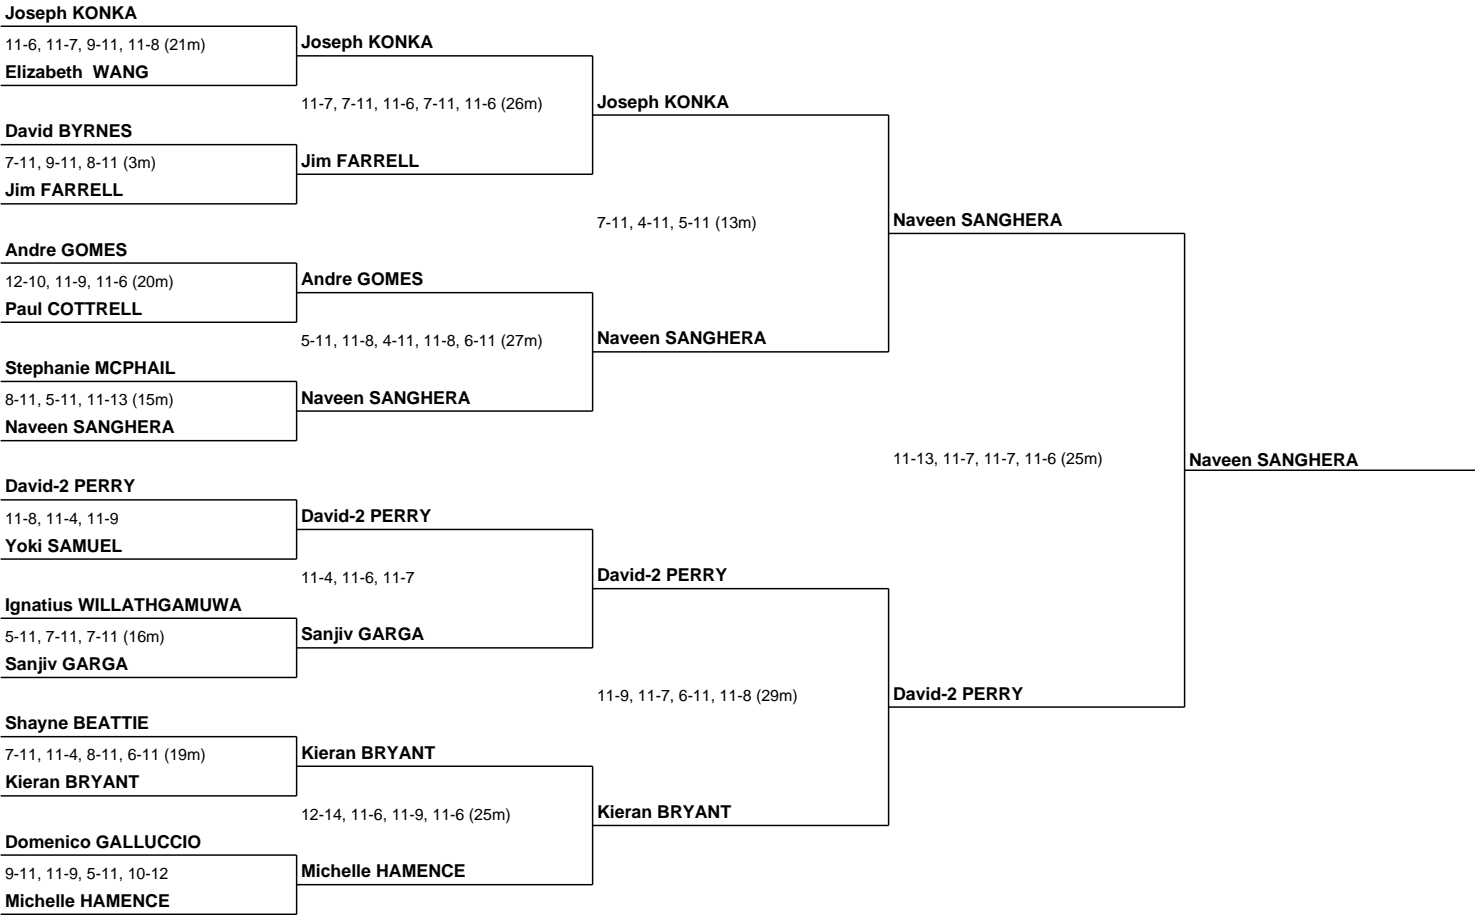 Joseph KONKA
11-6, 11-7, 9-11, 11-8 (21m)
Elizabeth  WANG
David BYRNES
7-11, 9-11, 8-11 (3m)
Jim FARRELL
Andre GOMES
12-10, 11-9, 11-6 (20m)
Paul COTTRELL
Stephanie MCPHAIL
8-11, 5-11, 11-13 (15m)
Naveen SANGHERA
David-2 PERRY
11-8, 11-4, 11-9
Yoki SAMUEL
Ignatius WILLATHGAMUWA
5-11, 7-11, 7-11 (16m)
Sanjiv GARGA
Shayne BEATTIE
7-11, 11-4, 8-11, 6-11 (19m)
Kieran BRYANT
Domenico GALLUCCIO
9-11, 11-9, 5-11, 10-12
Michelle HAMENCE
Joseph KONKA
11-7, 7-11, 11-6, 7-11, 11-6 (26m)
Jim FARRELL
Andre GOMES
5-11, 11-8, 4-11, 11-8, 6-11 (27m)
Naveen SANGHERA
David-2 PERRY
11-4, 11-6, 11-7
Sanjiv GARGA
Kieran BRYANT
12-14, 11-6, 11-9, 11-6 (25m)
Michelle HAMENCE
Joseph KONKA
7-11, 4-11, 5-11 (13m)
Naveen SANGHERA
David-2 PERRY
11-9, 11-7, 6-11, 11-8 (29m)
Kieran BRYANT
Naveen SANGHERA
11-13, 11-7, 11-7, 11-6 (25m)
David-2 PERRY
Naveen SANGHERA